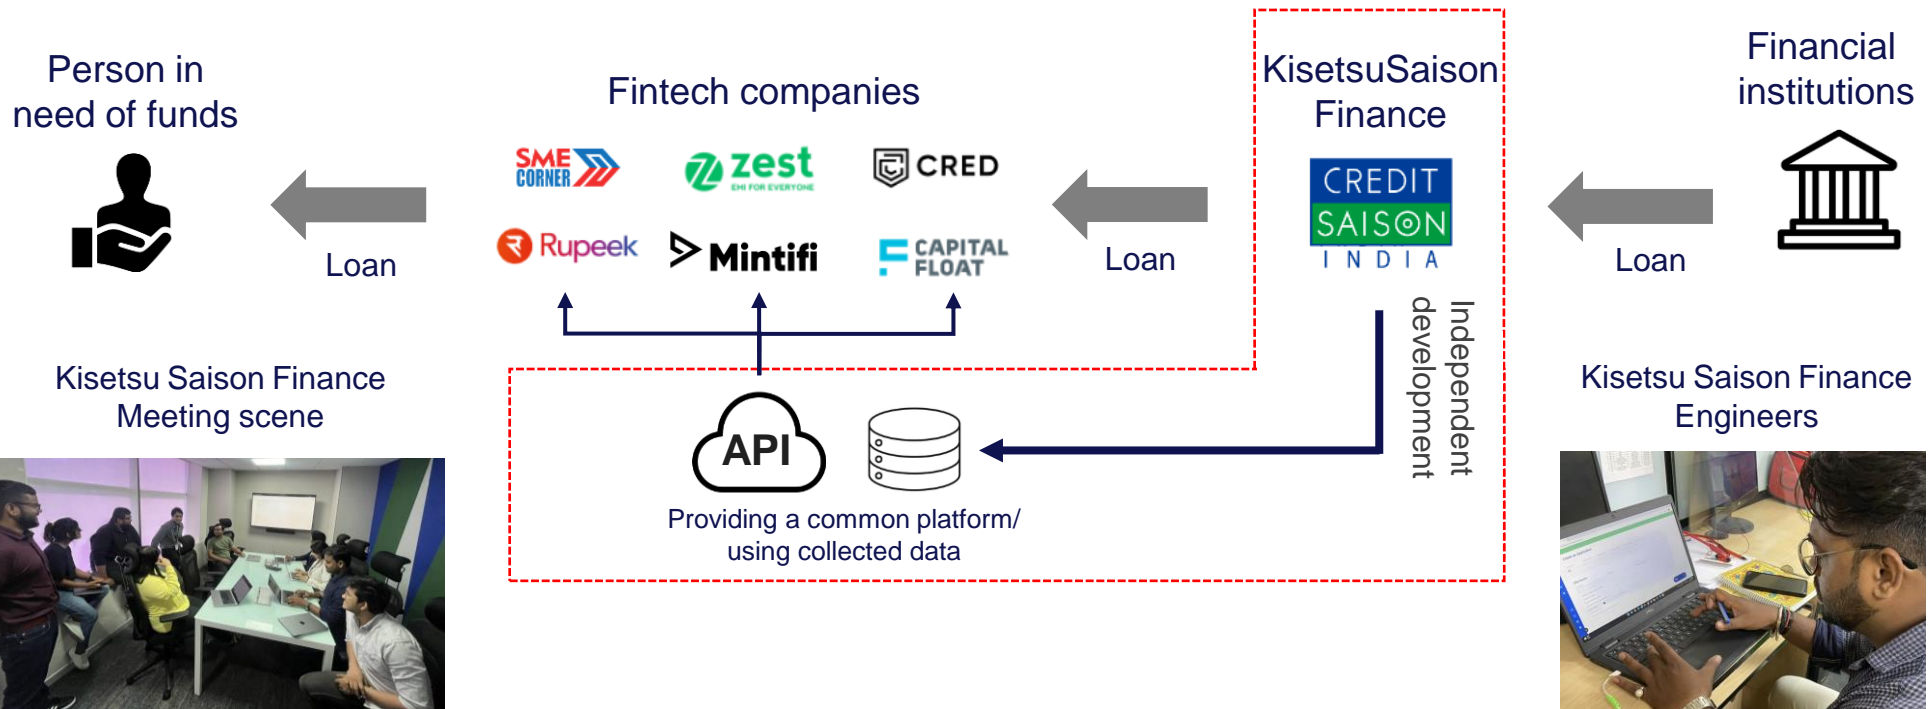 Person in
need of funds
Loan
Fintech companies
SME
CORNER
zest
EMI FOR EVERYONE
CRED
Rupeek
Mintifi
CAPITAL
FLOAT
Loan
KisetsuSaison
Finance
CREDIT
SAISON
INDIA
Loan
Financial
institutions
Independent
development
API
Providing a common platform/
using collected data
Kisetsu Saison Finance
Meeting scene
Kisetsu Saison Finance
Engineers